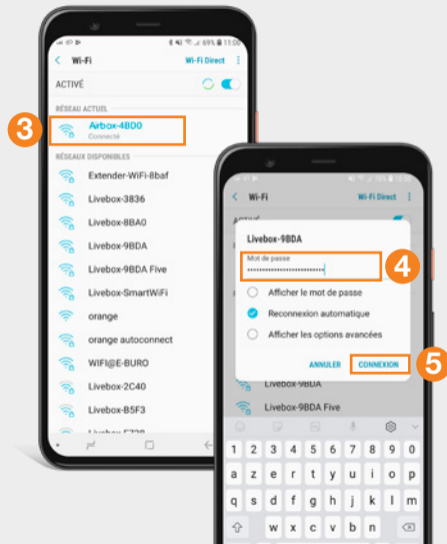 69% 11:00
Wi-Fi
Wi-Fi Direct
ACTIVÉ
RÉSEAU ACTUEL
3
Airbox-4BD0
Connecté
RÉSEAUX DISPONIBLES
Extender-WiFi-8baf
Livebox-3836
Livebox-8BA0
Livebox-9BDA
Livebox-9BDA Five
Livebox-SmartWiFi
orange
orange autoconnect
WIFI@E-BURO
Livebox-2C40
Livebox-B5F3
Wi-Fi
Wi-Fi Direct
Livebox-9BDA
Mot de passe
4
Afficher le mot de passe
Reconnexion automatique
Afficher les options avancées
ANNULER CONNEXION
5
Livebox-9BDA
Livebox-9BDA Five
1 2 3 4 5 6 7 8 9 0
a z e r t y u i o p
q s d f g h j k l m
w x c v b n